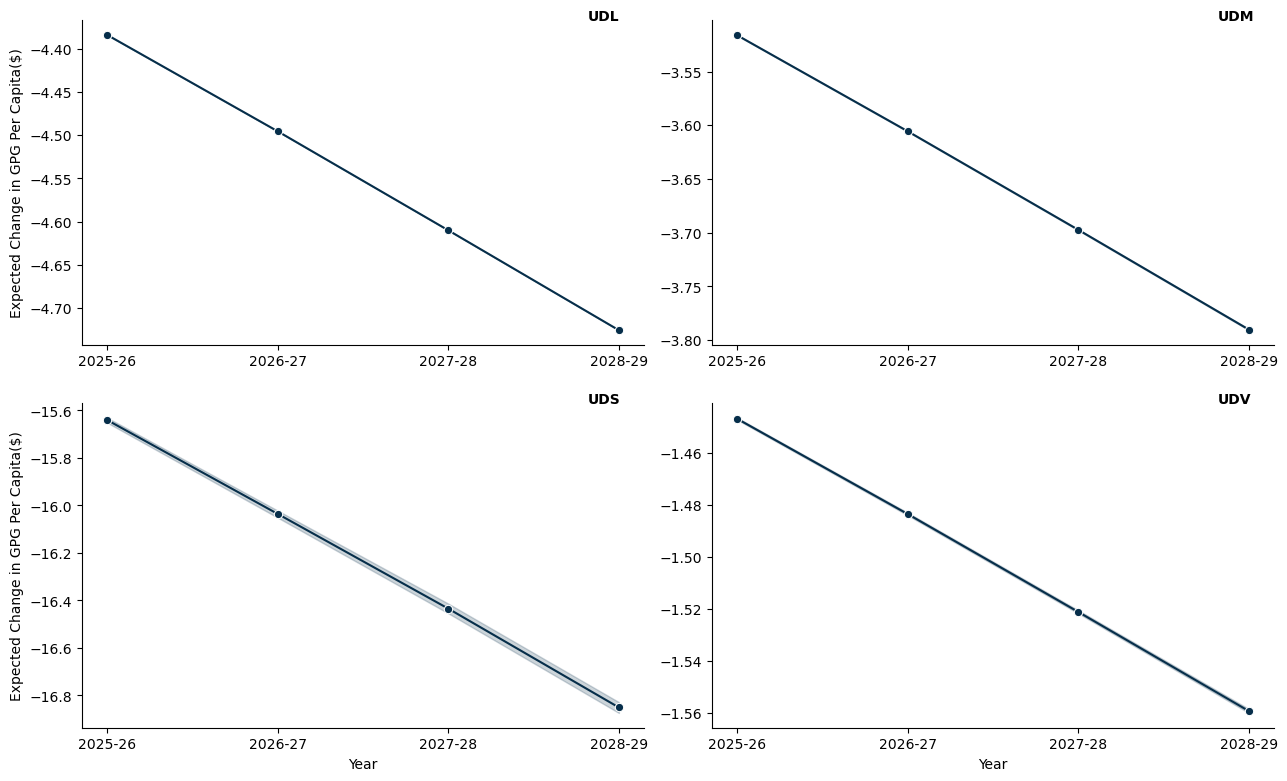 UDL
UDM
Expected Change in GPG Per Capita($)
−4.40
−4.45
−4.50
−4.55
−4.60
−4.65
−4.70
2025-26 2026-27 2027-28 2028-29
−3.55
−3.60
−3.65
−3.70
−3.75
−3.80
2025-26 2026-27 2027-28 2028-29
UDS
UDV
Expected Change in GPG Per Capita($)
−15.6
−15.8
−16.0
−16.2
−16.4
−16.6
−16.8
2025-26 2026-27 2027-28 2028-29
Year
−1.46
−1.48
−1.50
−1.52
−1.54
−1.56
2025-26 2026-27 2027-28 2028-29
Year